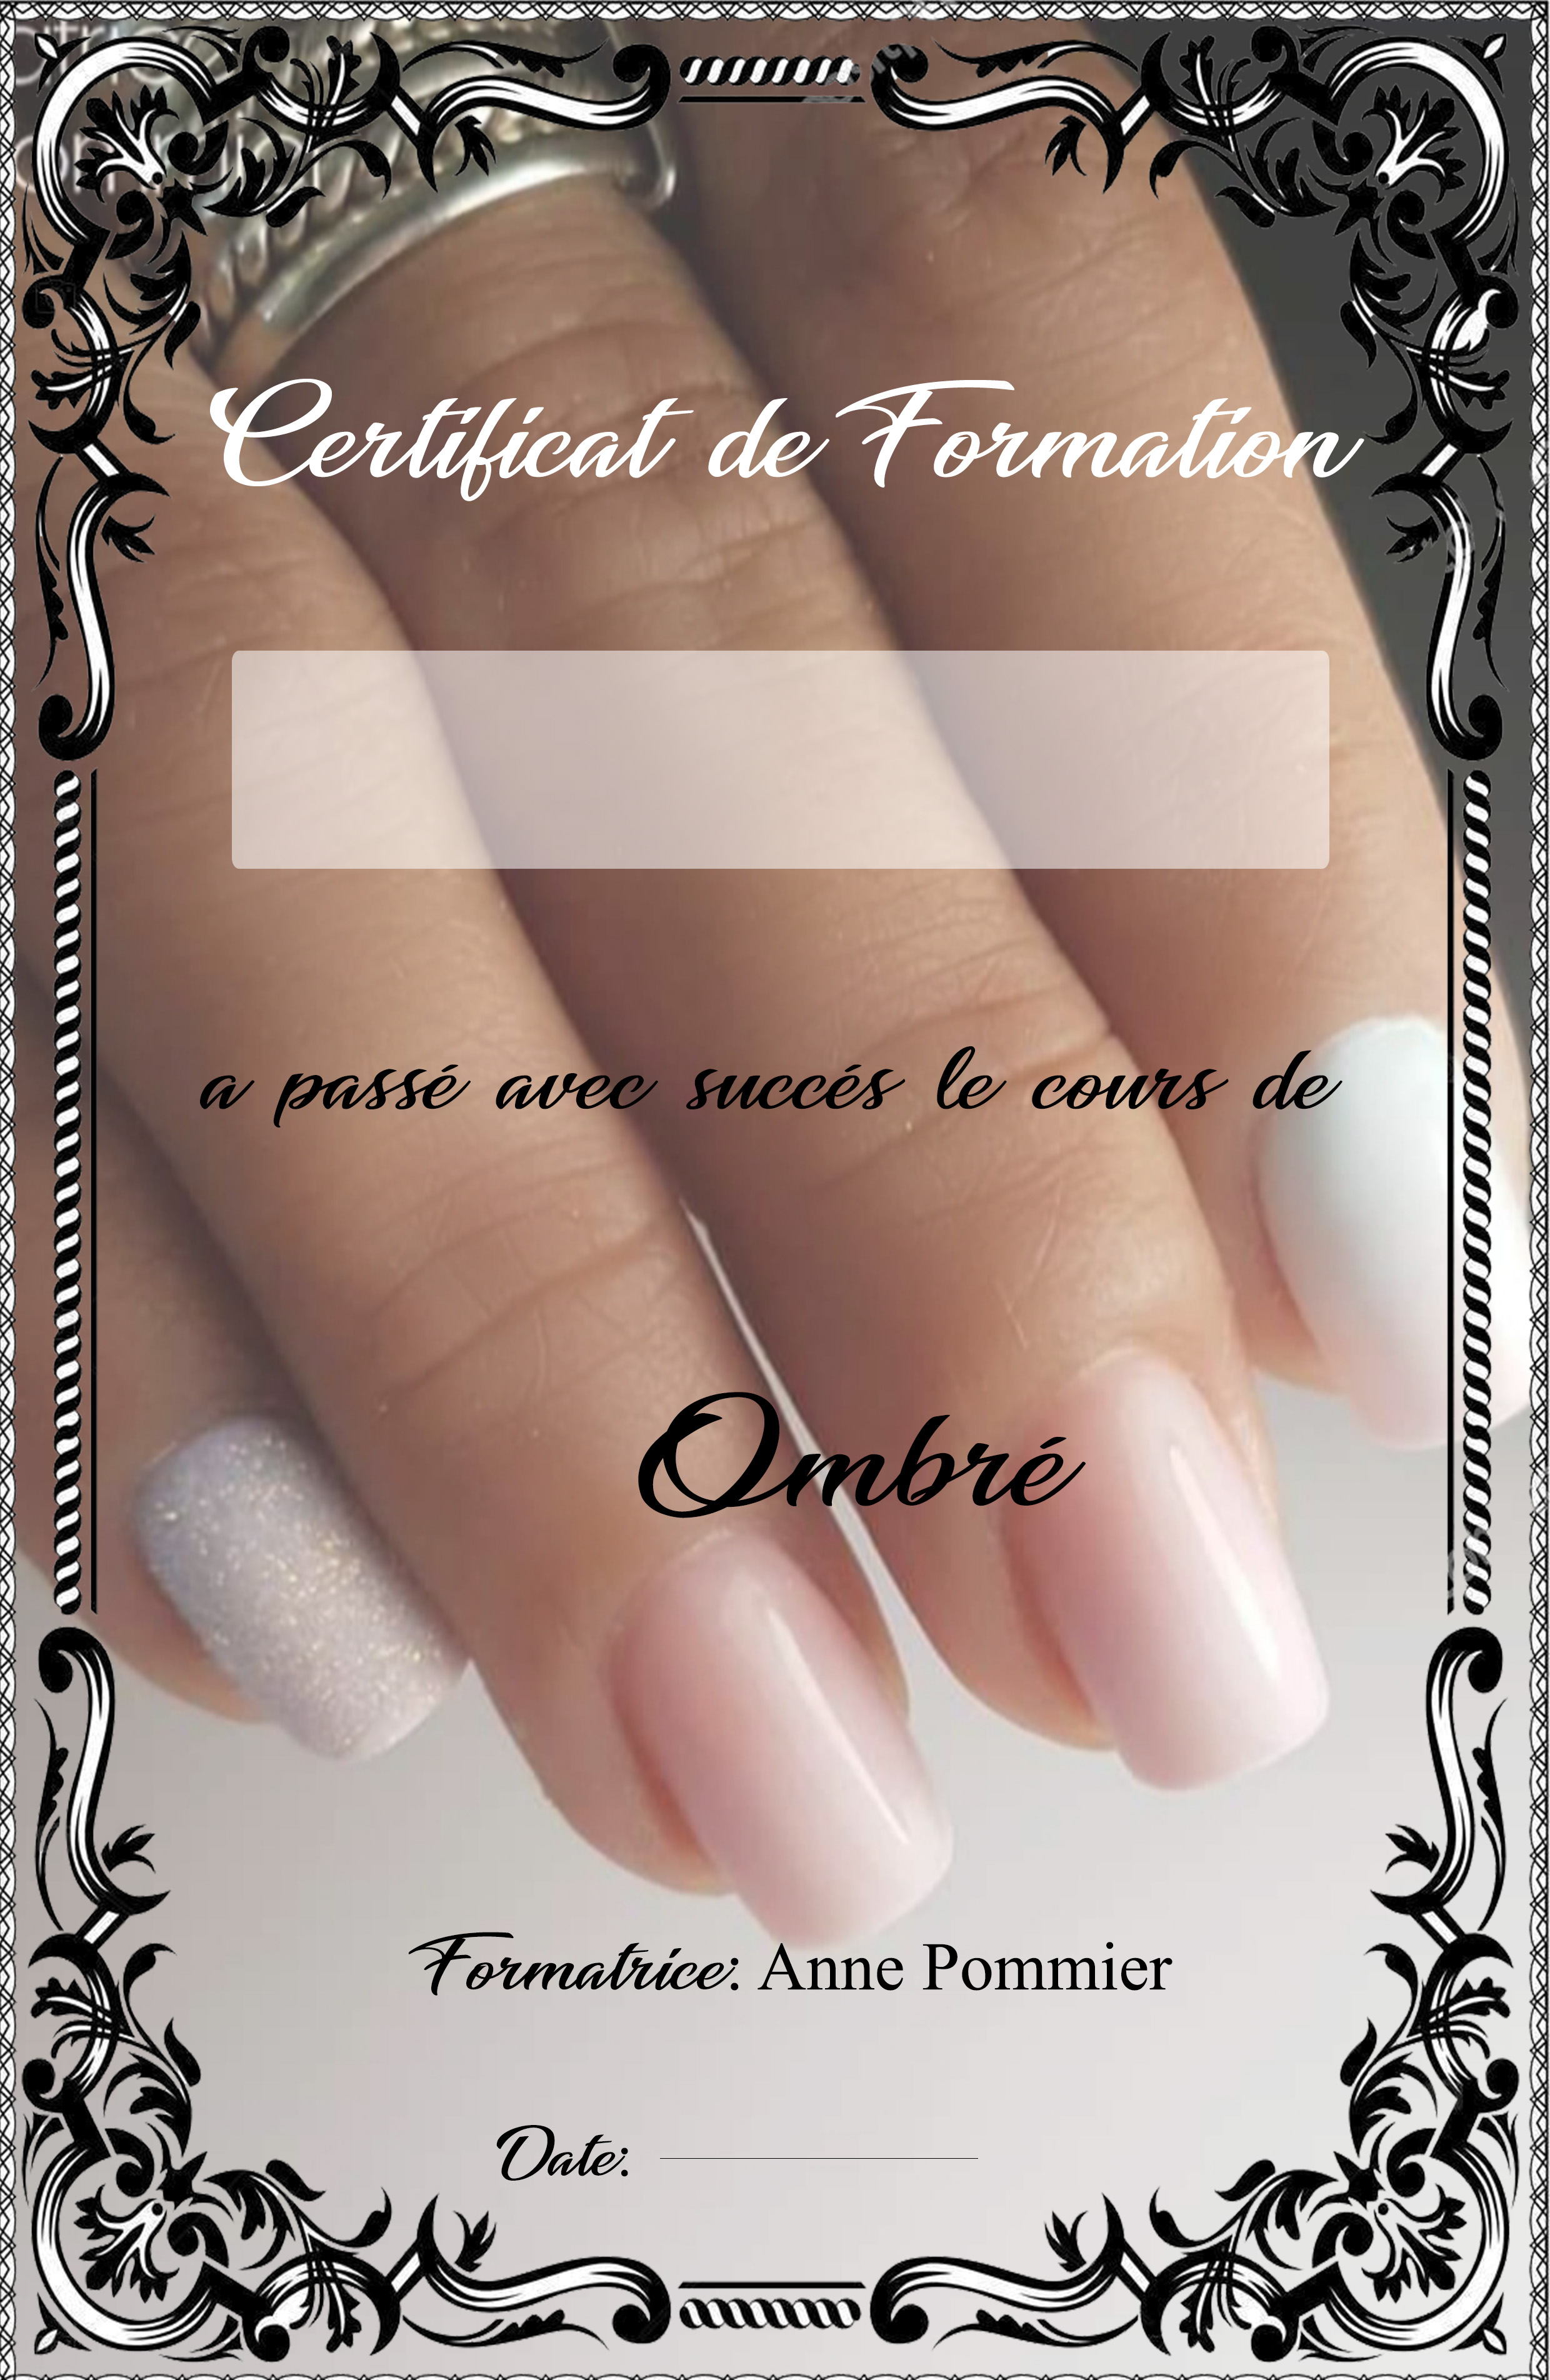 Certificat de Formation
a passé avec succés le cours de
Ombré
Formatrice: Anne Pommier
Date: